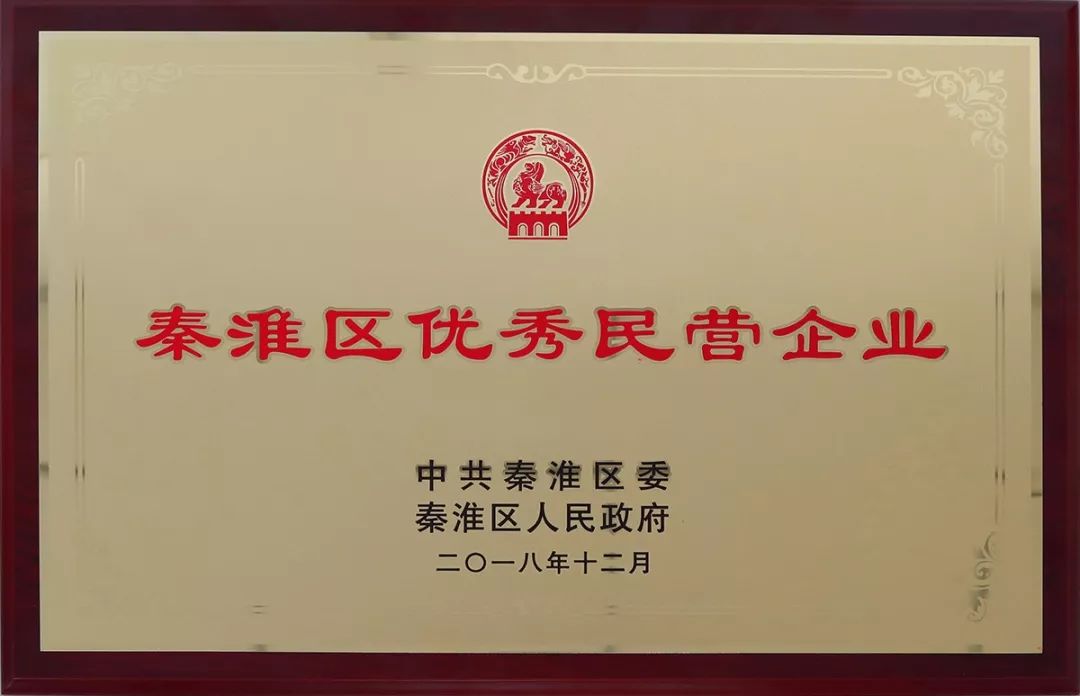 秦淮区优秀民营企业
中共秦淮区委
秦淮区人民政府
二〇一八年十二月